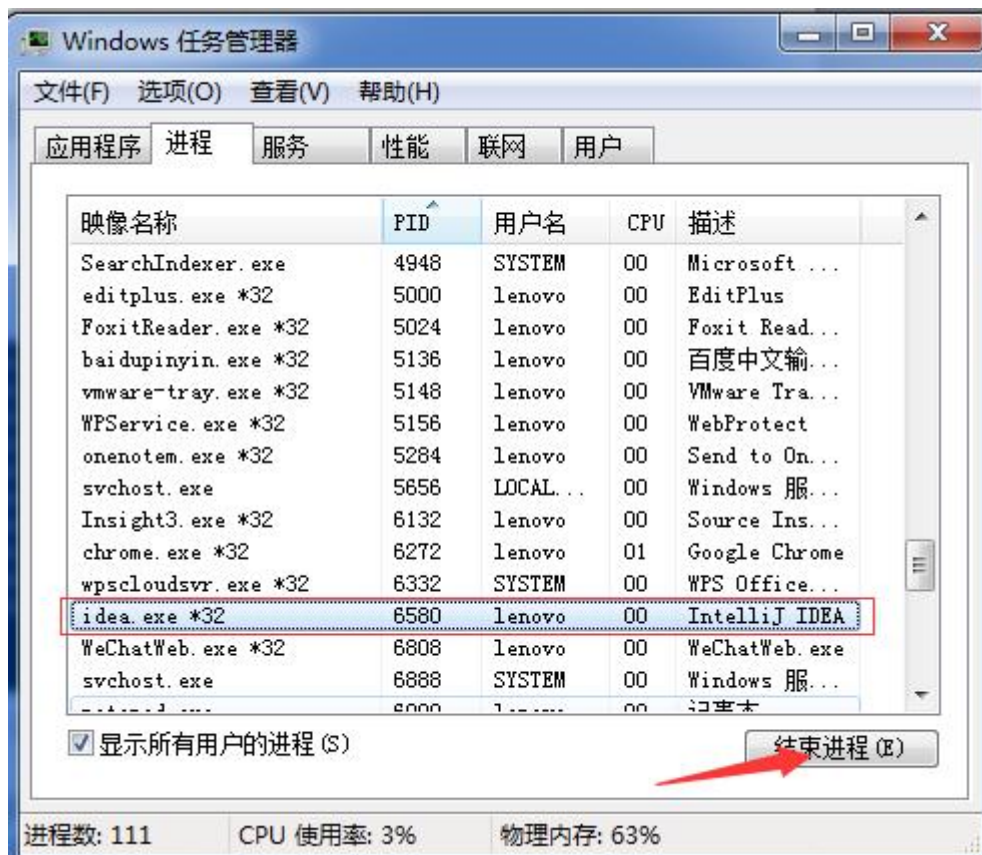 Windows 任务管理器
文件(F) 选项(O) 查看(V) 帮助(H)
应用程序 进程 服务 性能 联网 用户
映像名称 PID 用户名 CPU 描述
SearchIndexer.exe 4948 SYSTEM 00 Microsoft ...
editplus.exe *32 5000 lenovo 00 EditPlus
FoxitReader.exe *32 5024 lenovo 00 Foxit Read...
baidupinyin.exe *32 5136 lenovo 00 百度中文输...
vmware-tray.exe *32 5148 lenovo 00 VMware Tra...
WPService.exe *32 5156 lenovo 00 WebProtect
onenotem.exe *32 5284 lenovo 00 Send to On...
svchost.exe 5656 LOCAL... 00 Windows 服...
Insight3.exe *32 6132 lenovo 00 Source Ins...
chrome.exe *32 6272 lenovo 01 Google Chrome
wpscloudsvr.exe *32 6332 SYSTEM 00 WPS Office...
idea.exe *32 6580 lenovo 00 IntelliJ IDEA
WeChatWeb.exe *32 6808 lenovo 00 WeChatWeb.exe
svchost.exe 6888 SYSTEM 00 Windows 服...
显示所有用户的进程(S) 结束进程(E)
进程数: 111 CPU 使用率: 3% 物理内存: 63%